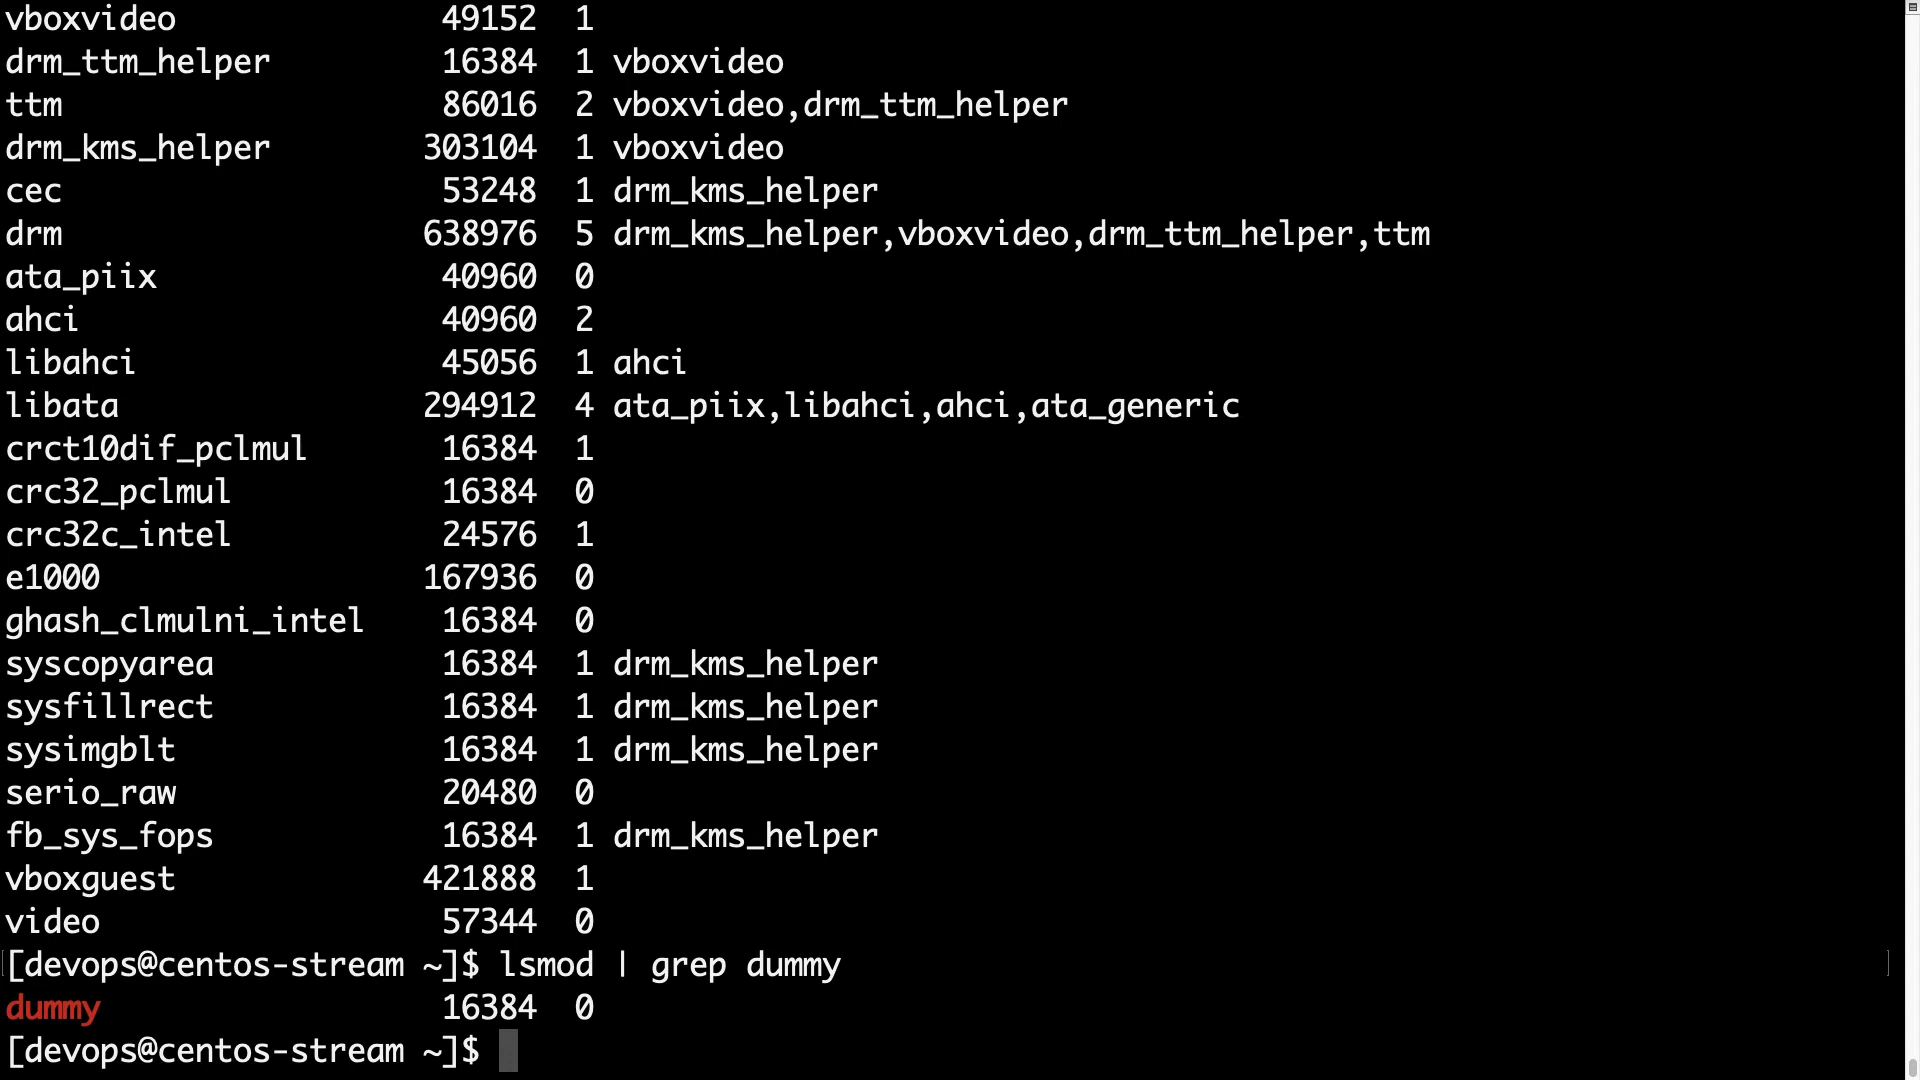 vboxvideo              49152  1
drm_ttm_helper         16384  1 vboxvideo
ttm                    86016  2 vboxvideo,drm_ttm_helper
drm_kms_helper        303104  1 vboxvideo
cec                    53248  1 drm_kms_helper
drm                   638976  5 drm_kms_helper,vboxvideo,drm_ttm_helper,ttm
ata_piix               40960  0
ahci                   40960  2
libahci                45056  1 ahci
libata                294912  4 ata_piix,libahci,ahci,ata_generic
crct10dif_pclmul       16384  1
crc32_pclmul           16384  0
crc32c_intel           24576  1
e1000                 167936  0
ghash_clmulni_intel    16384  0
syscopyarea            16384  1 drm_kms_helper
sysfillrect            16384  1 drm_kms_helper
sysimgblt              16384  1 drm_kms_helper
serio_raw              20480  0
fb_sys_fops            16384  1 drm_kms_helper
vboxguest             421888  1
video                  57344  0
[devops@centos-stream ~]$ lsmod | grep dummy
dummy                  16384  0
[devops@centos-stream ~]$